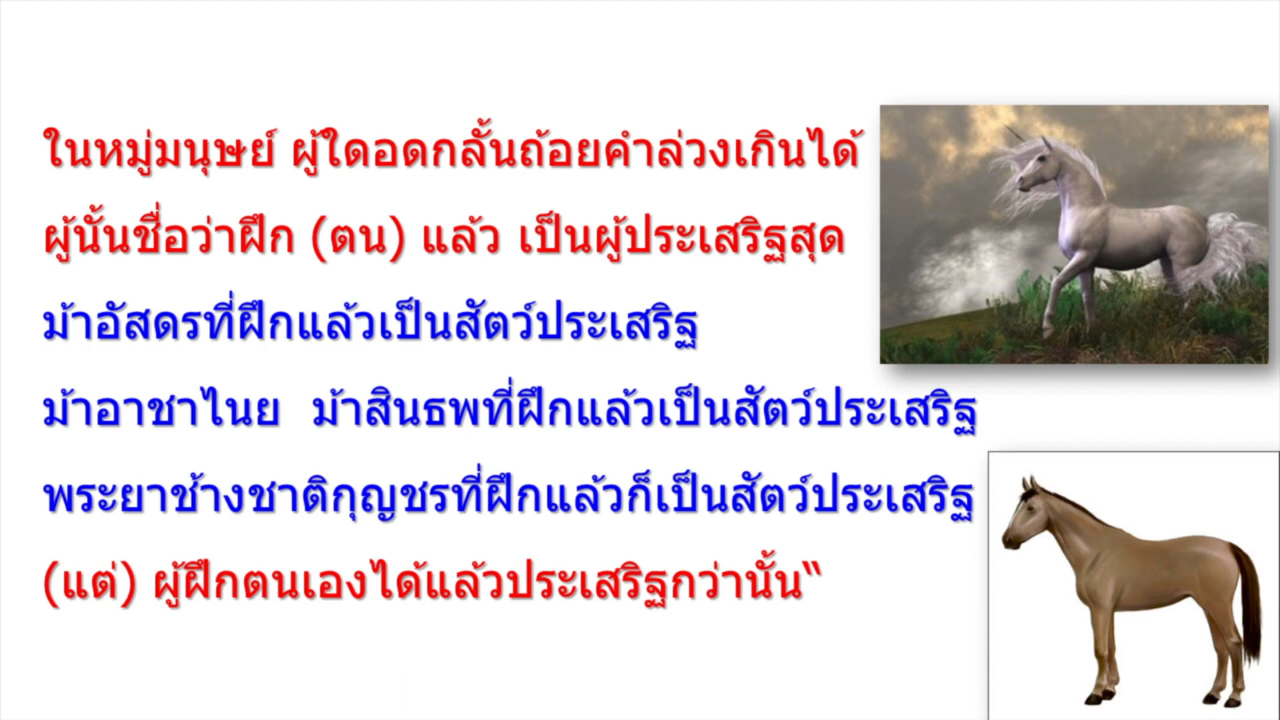 ในหมู่มนุษย์ ผู้ใดอดกลั้นถ้อยคำล่วงเกินได้
ผู้นั้นชื่อว่าฝึก (ตน) แล้ว เป็นผู้ประเสริฐสุด
ม้าอัสดรที่ฝึกแล้วเป็นสัตว์ประเสริฐ
ม้าอาชาไนย ม้าสินธพที่ฝึกแล้วเป็นสัตว์ประเสริฐ
พระยาช้างชาติกุญชรที่ฝึกแล้วก็เป็นสัตว์ประเสริฐ
(แต่) ผู้ฝึกตนเองได้แล้วประเสริฐกว่านั้น“